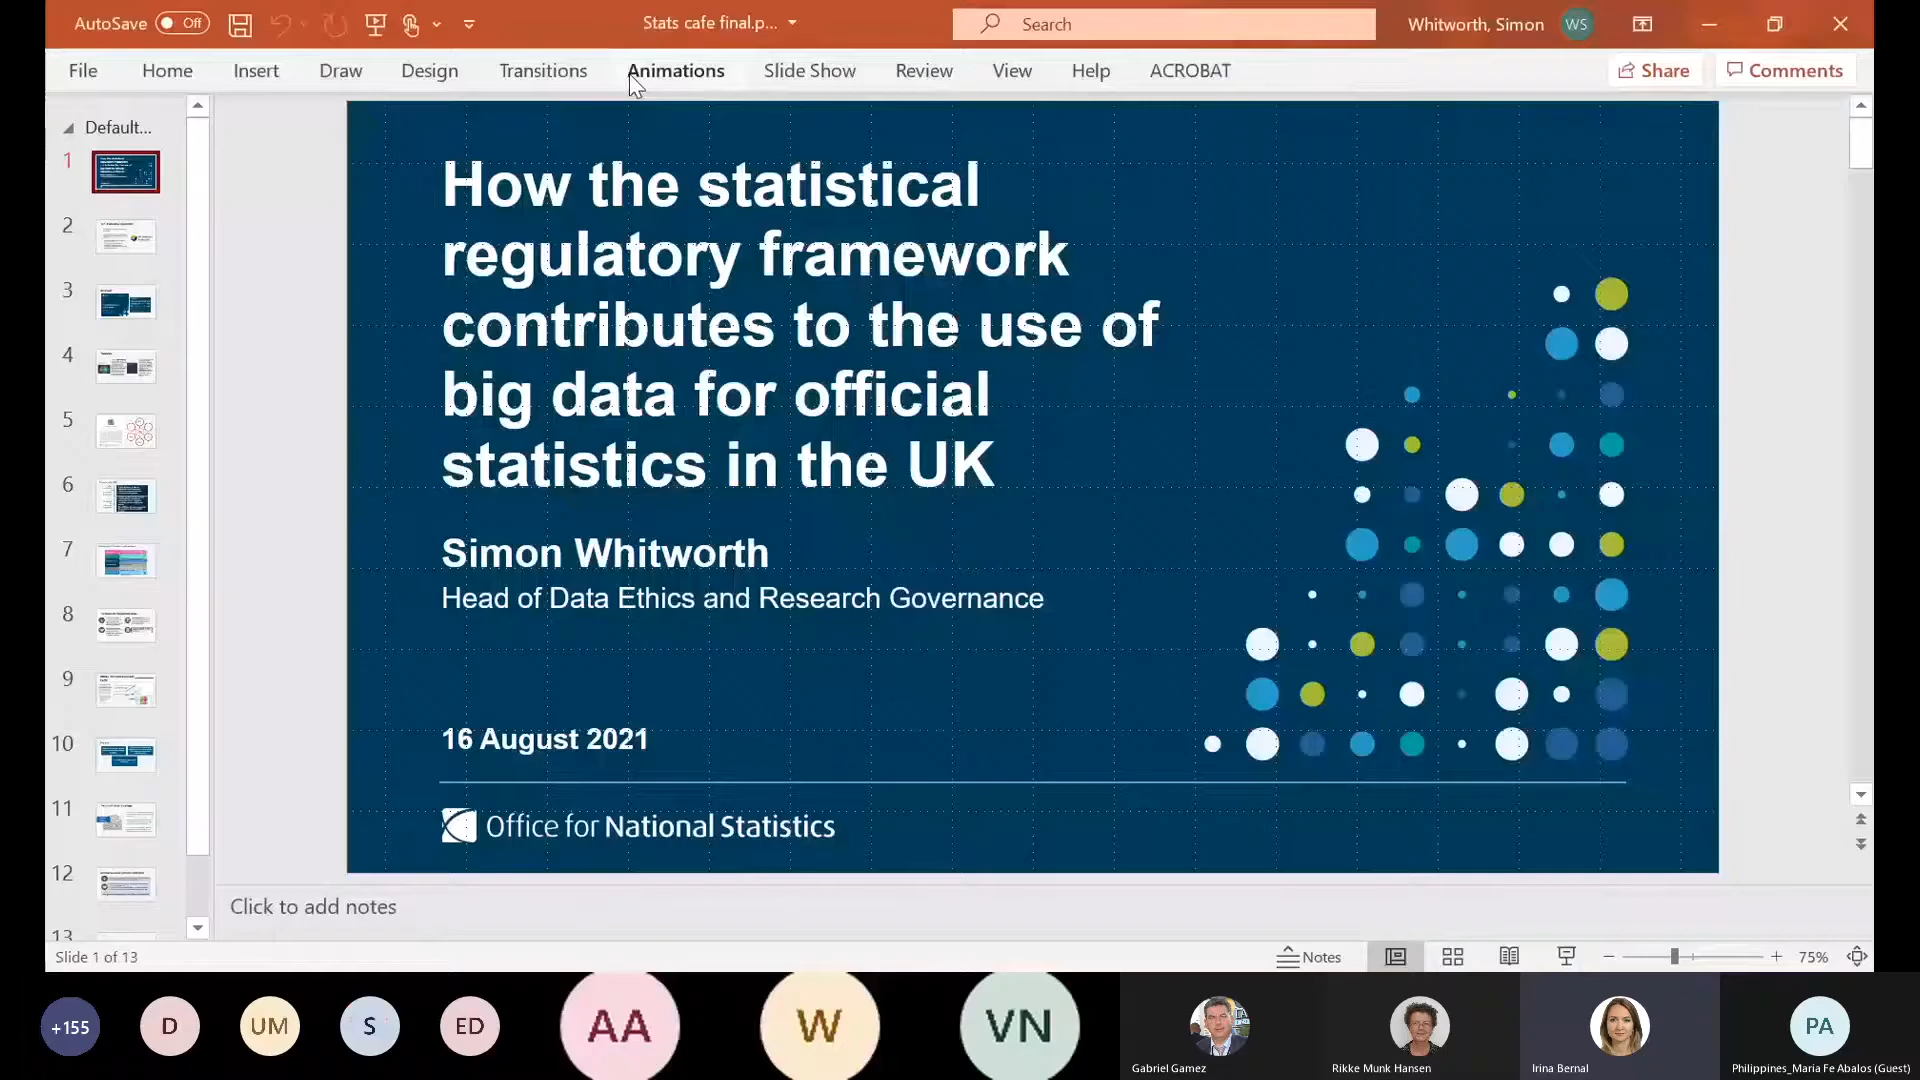 AutoSave Off Stats cafe final.p... Search Whitworth, Simon WS
File Home Insert Draw Design Transitions Animations Slide Show Review View Help ACROBAT Share Comments
Default...
1
2
3
4
5
6
7
8
9
10
11
12
13
How the statistical
regulatory framework
contributes to the use of
big data for official
statistics in the UK
Simon Whitworth
Head of Data Ethics and Research Governance
16 August 2021
Office for National Statistics
Click to add notes
Slide 1 of 13 Notes 75%
+155 D UM S ED AA W VN PA
Gabriel Gamez Rikke Munk Hansen Irina Bernal Philippines_Maria Fe Abalos (Guest)